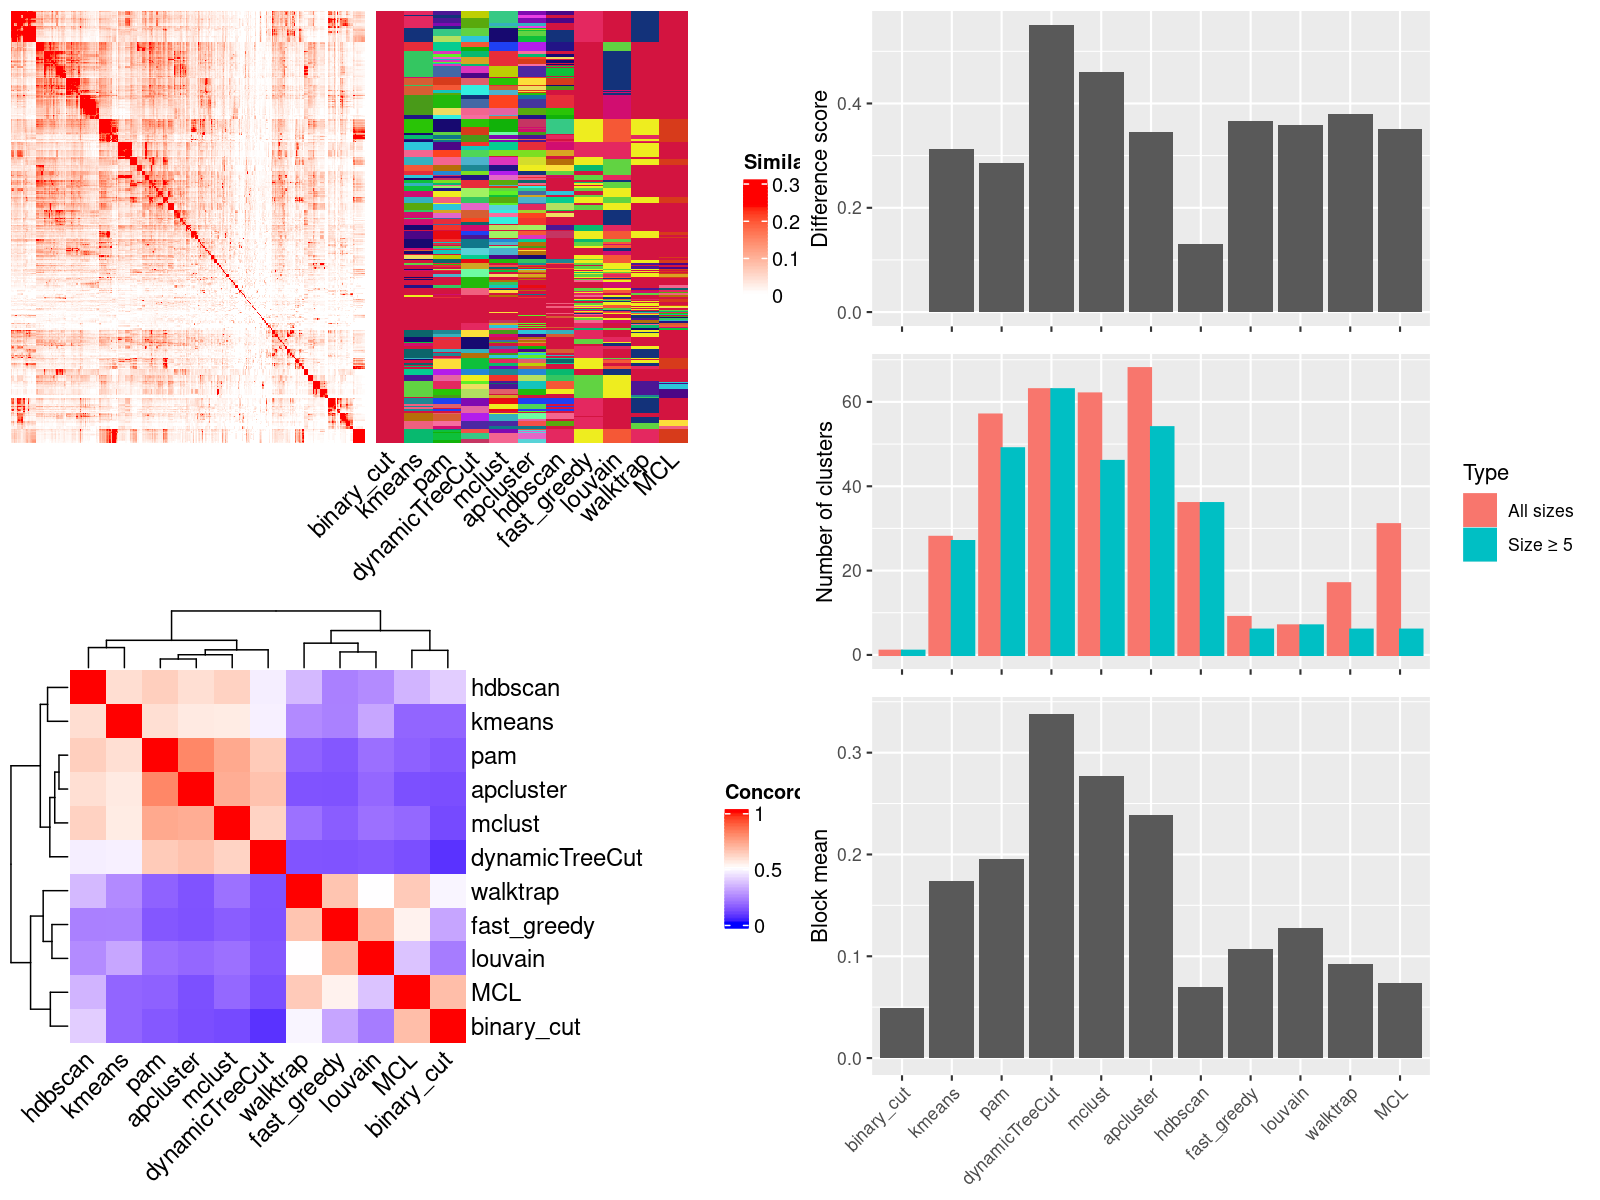 Simila
0.3
0.2
0.1
0
binary_cut
kmeans
pam
dynamicTreeCut
mclust
apcluster
hdbscan
fast_greedy
louvain
walktrap
MCL
hdbscan
kmeans
pam
apcluster
mclust
dynamicTreeCut
walktrap
fast_greedy
louvain
MCL
binary_cut
hdbscan
kmeans
pam
apcluster
mclust
dynamicTreeCut
walktrap
fast_greedy
louvain
MCL
binary_cut
Concord
1
0.5
0
Difference score
0.4
0.2
0.0
Number of clusters
60
40
20
0
Type
All sizes
Size ≥ 5
Block mean
0.3
0.2
0.1
0.0
binary_cut
kmeans
pam
dynamicTreeCut
mclust
apcluster
hdbscan
fast_greedy
louvain
walktrap
MCL